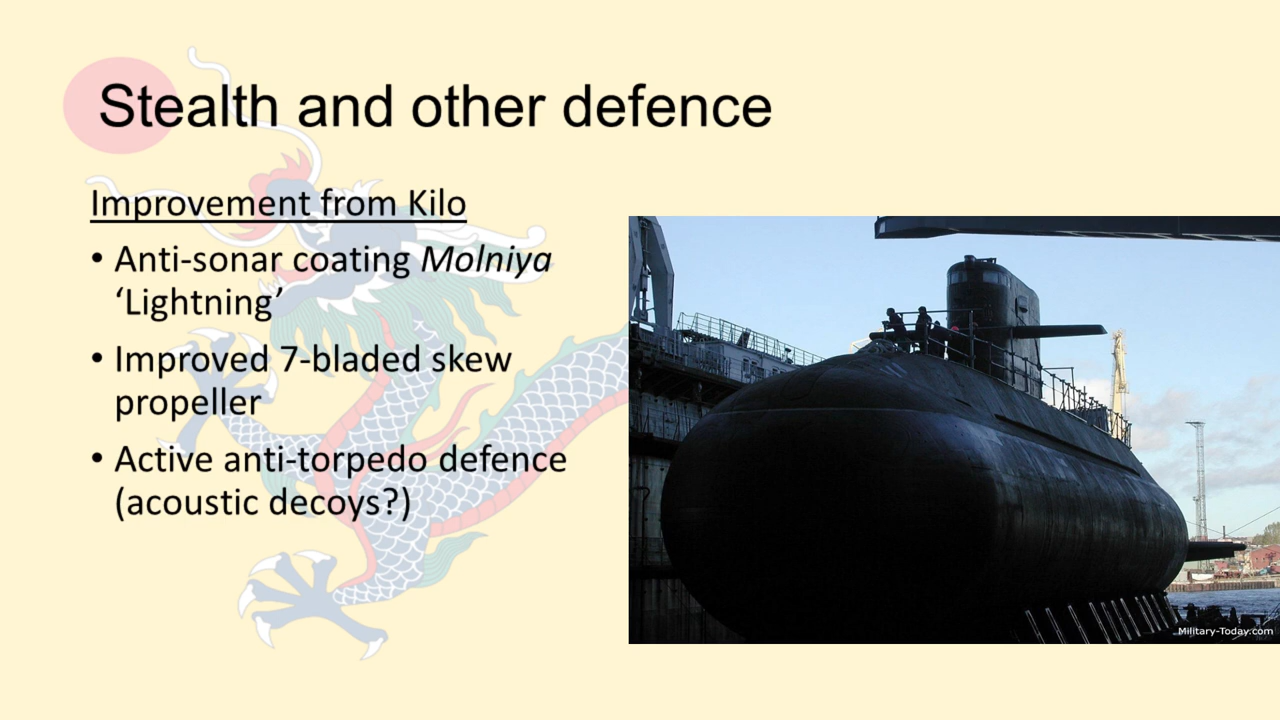 Stealth and other defence
Improvement from Kilo
• Anti-sonar coating Molniya
‘Lightning’
• Improved 7-bladed skew
propeller
• Active anti-torpedo defence
(acoustic decoys?)
Military-Today.com